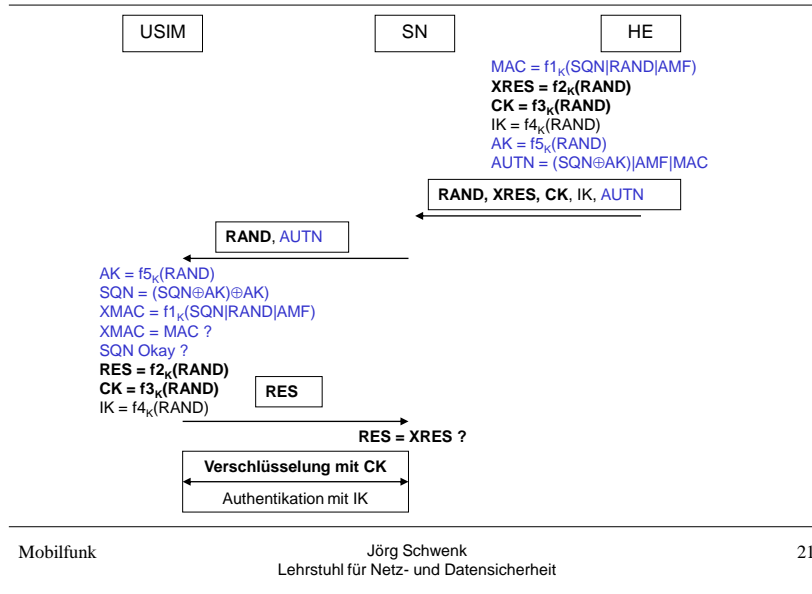 USIM
SN
HE
MAC = f1K(SQN|RAND|AMF)
XRES = f2K(RAND)
CK = f3K(RAND)
IK = f4K(RAND)
AK = f5K(RAND)
AUTN = (SQN⊕AK)|AMF|MAC
RAND, XRES, CK, IK, AUTN
RAND, AUTN
AK = f5K(RAND)
SQN = (SQN⊕AK)⊕AK)
XMAC = f1K(SQN|RAND|AMF)
XMAC = MAC ?
SQN Okay ?
RES = f2K(RAND)
CK = f3K(RAND)
IK = f4K(RAND)
RES
RES = XRES ?
Verschlüsselung mit CK
Authentikation mit IK
Mobilfunk
Jörg Schwenk
Lehrstuhl für Netz- und Datensicherheit
21